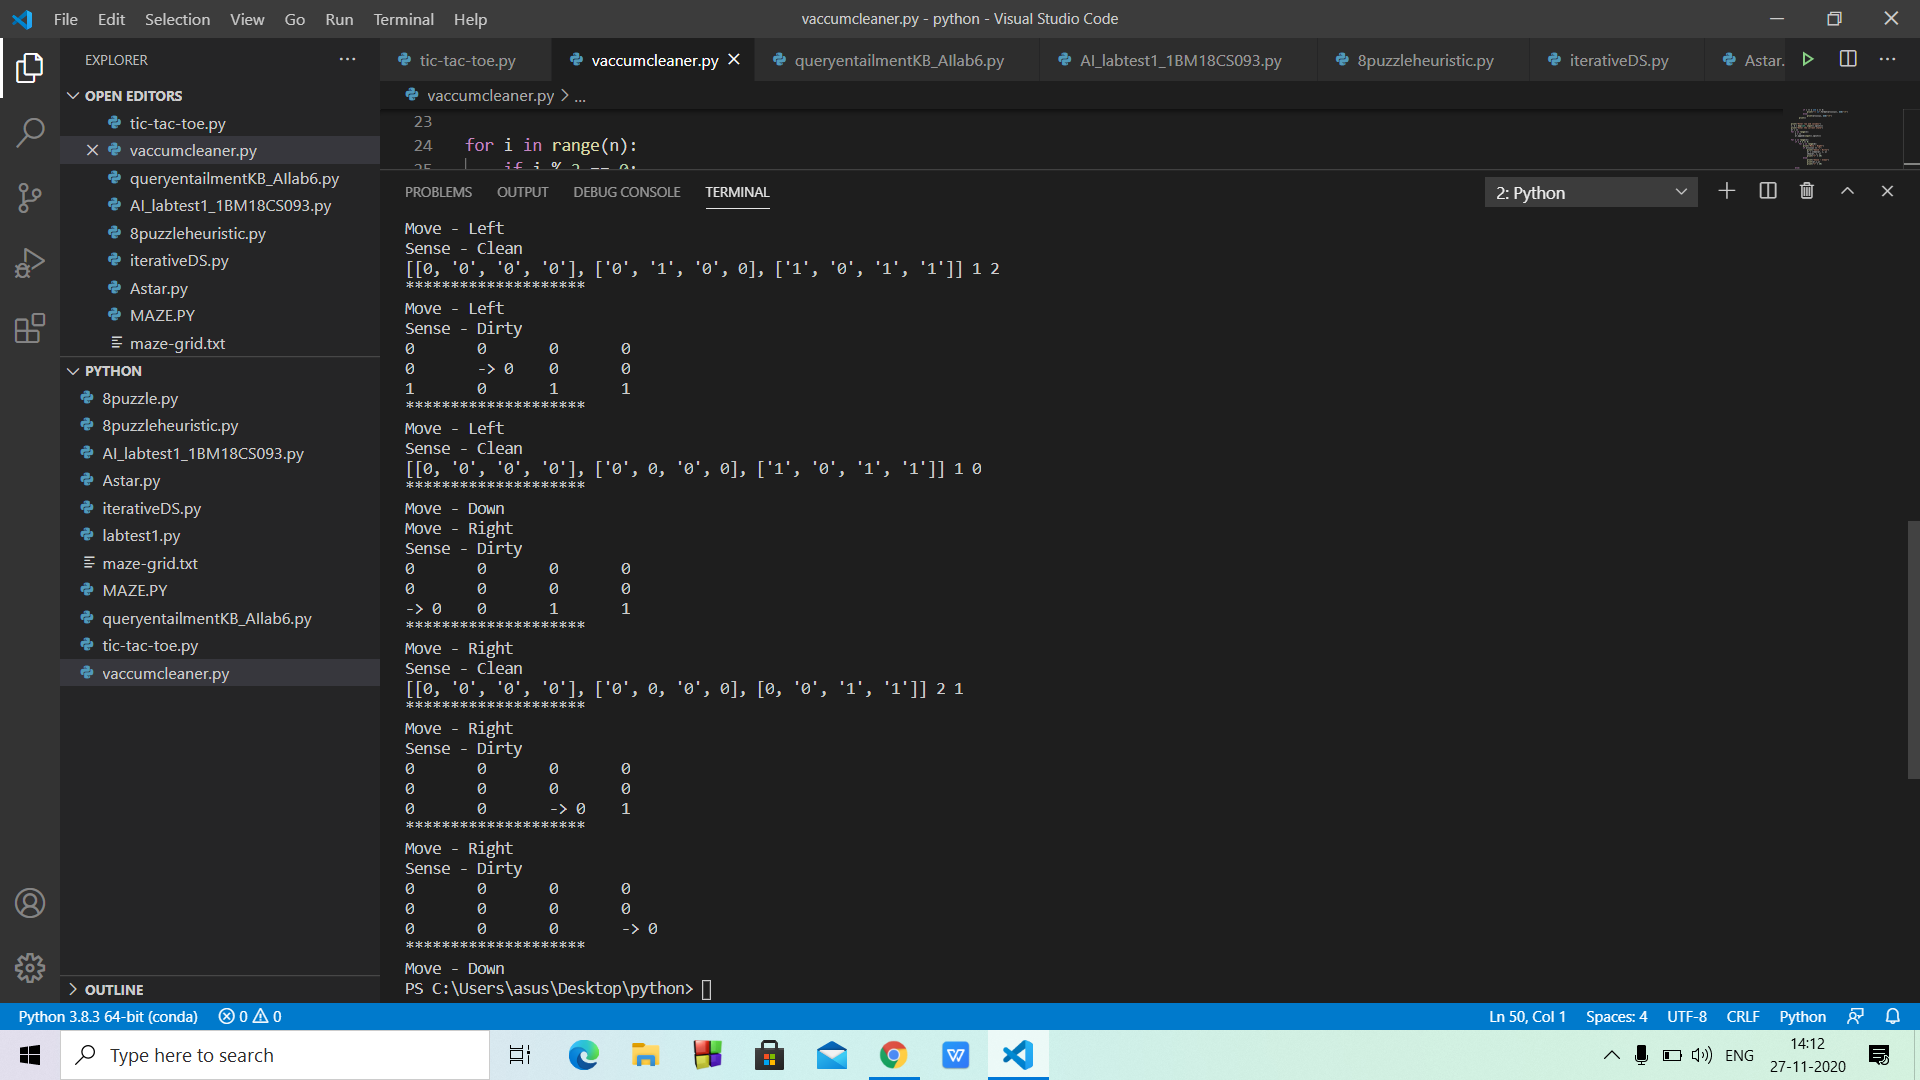 File Edit Selection View Go Run Terminal Help
vaccumcleaner.py - python - Visual Studio Code
EXPLORER
OPEN EDITORS
tic-tac-toe.py
vaccumcleaner.py
queryentailmentKB_AIlab6.py
AI_labtest1_1BM18CS093.py
8puzzleheuristic.py
iterativeDS.py
Astar.py
MAZE.PY
maze-grid.txt
PYTHON
8puzzle.py
8puzzleheuristic.py
AI_labtest1_1BM18CS093.py
Astar.py
iterativeDS.py
labtest1.py
maze-grid.txt
MAZE.PY
queryentailmentKB_AIlab6.py
tic-tac-toe.py
vaccumcleaner.py
OUTLINE
tic-tac-toe.py vaccumcleaner.py queryentailmentKB_AIlab6.py AI_labtest1_1BM18CS093.py 8puzzleheuristic.py iterativeDS.py Astar.
vaccumcleaner.py > ...
23
24 for i in range(n):
25 if i % 2 == 0:
PROBLEMS OUTPUT DEBUG CONSOLE TERMINAL
2: Python
Move - Left
Sense - Clean
[[0, '0', '0', '0'], ['0', '1', '0', 0], ['1', '0', '1', '1']] 1 2
********************
Move - Left
Sense - Dirty
0 0 0 0
0 -> 0 0 0
1 0 1 1
********************
Move - Left
Sense - Clean
[[0, '0', '0', '0'], ['0', 0, '0', 0], ['1', '0', '1', '1']] 1 0
********************
Move - Down
Move - Right
Sense - Dirty
0 0 0 0
0 0 0 0
-> 0 0 1 1
********************
Move - Right
Sense - Clean
[[0, '0', '0', '0'], ['0', 0, '0', 0], [0, '0', '1', '1']] 2 1
********************
Move - Right
Sense - Dirty
0 0 0 0
0 0 0 0
0 0 -> 0 1
********************
Move - Right
Sense - Dirty
0 0 0 0
0 0 0 0
0 0 0 -> 0
********************
Move - Down
PS C:\Users\asus\Desktop\python>
Python 3.8.3 64-bit (conda) 0 0 Ln 50, Col 1 Spaces: 4 UTF-8 CRLF Python
Type here to search
ENG
14:12
27-11-2020